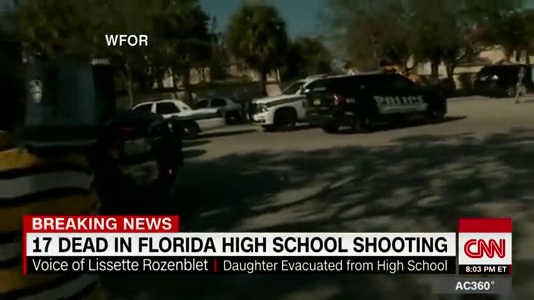 WFOR
POLICE
BREAKING NEWS
17 DEAD IN FLORIDA HIGH SCHOOL SHOOTING
CNN
Voice of Lissette Rozenblet | Daughter Evacuated from High School
8:03 PM ET
AC360°